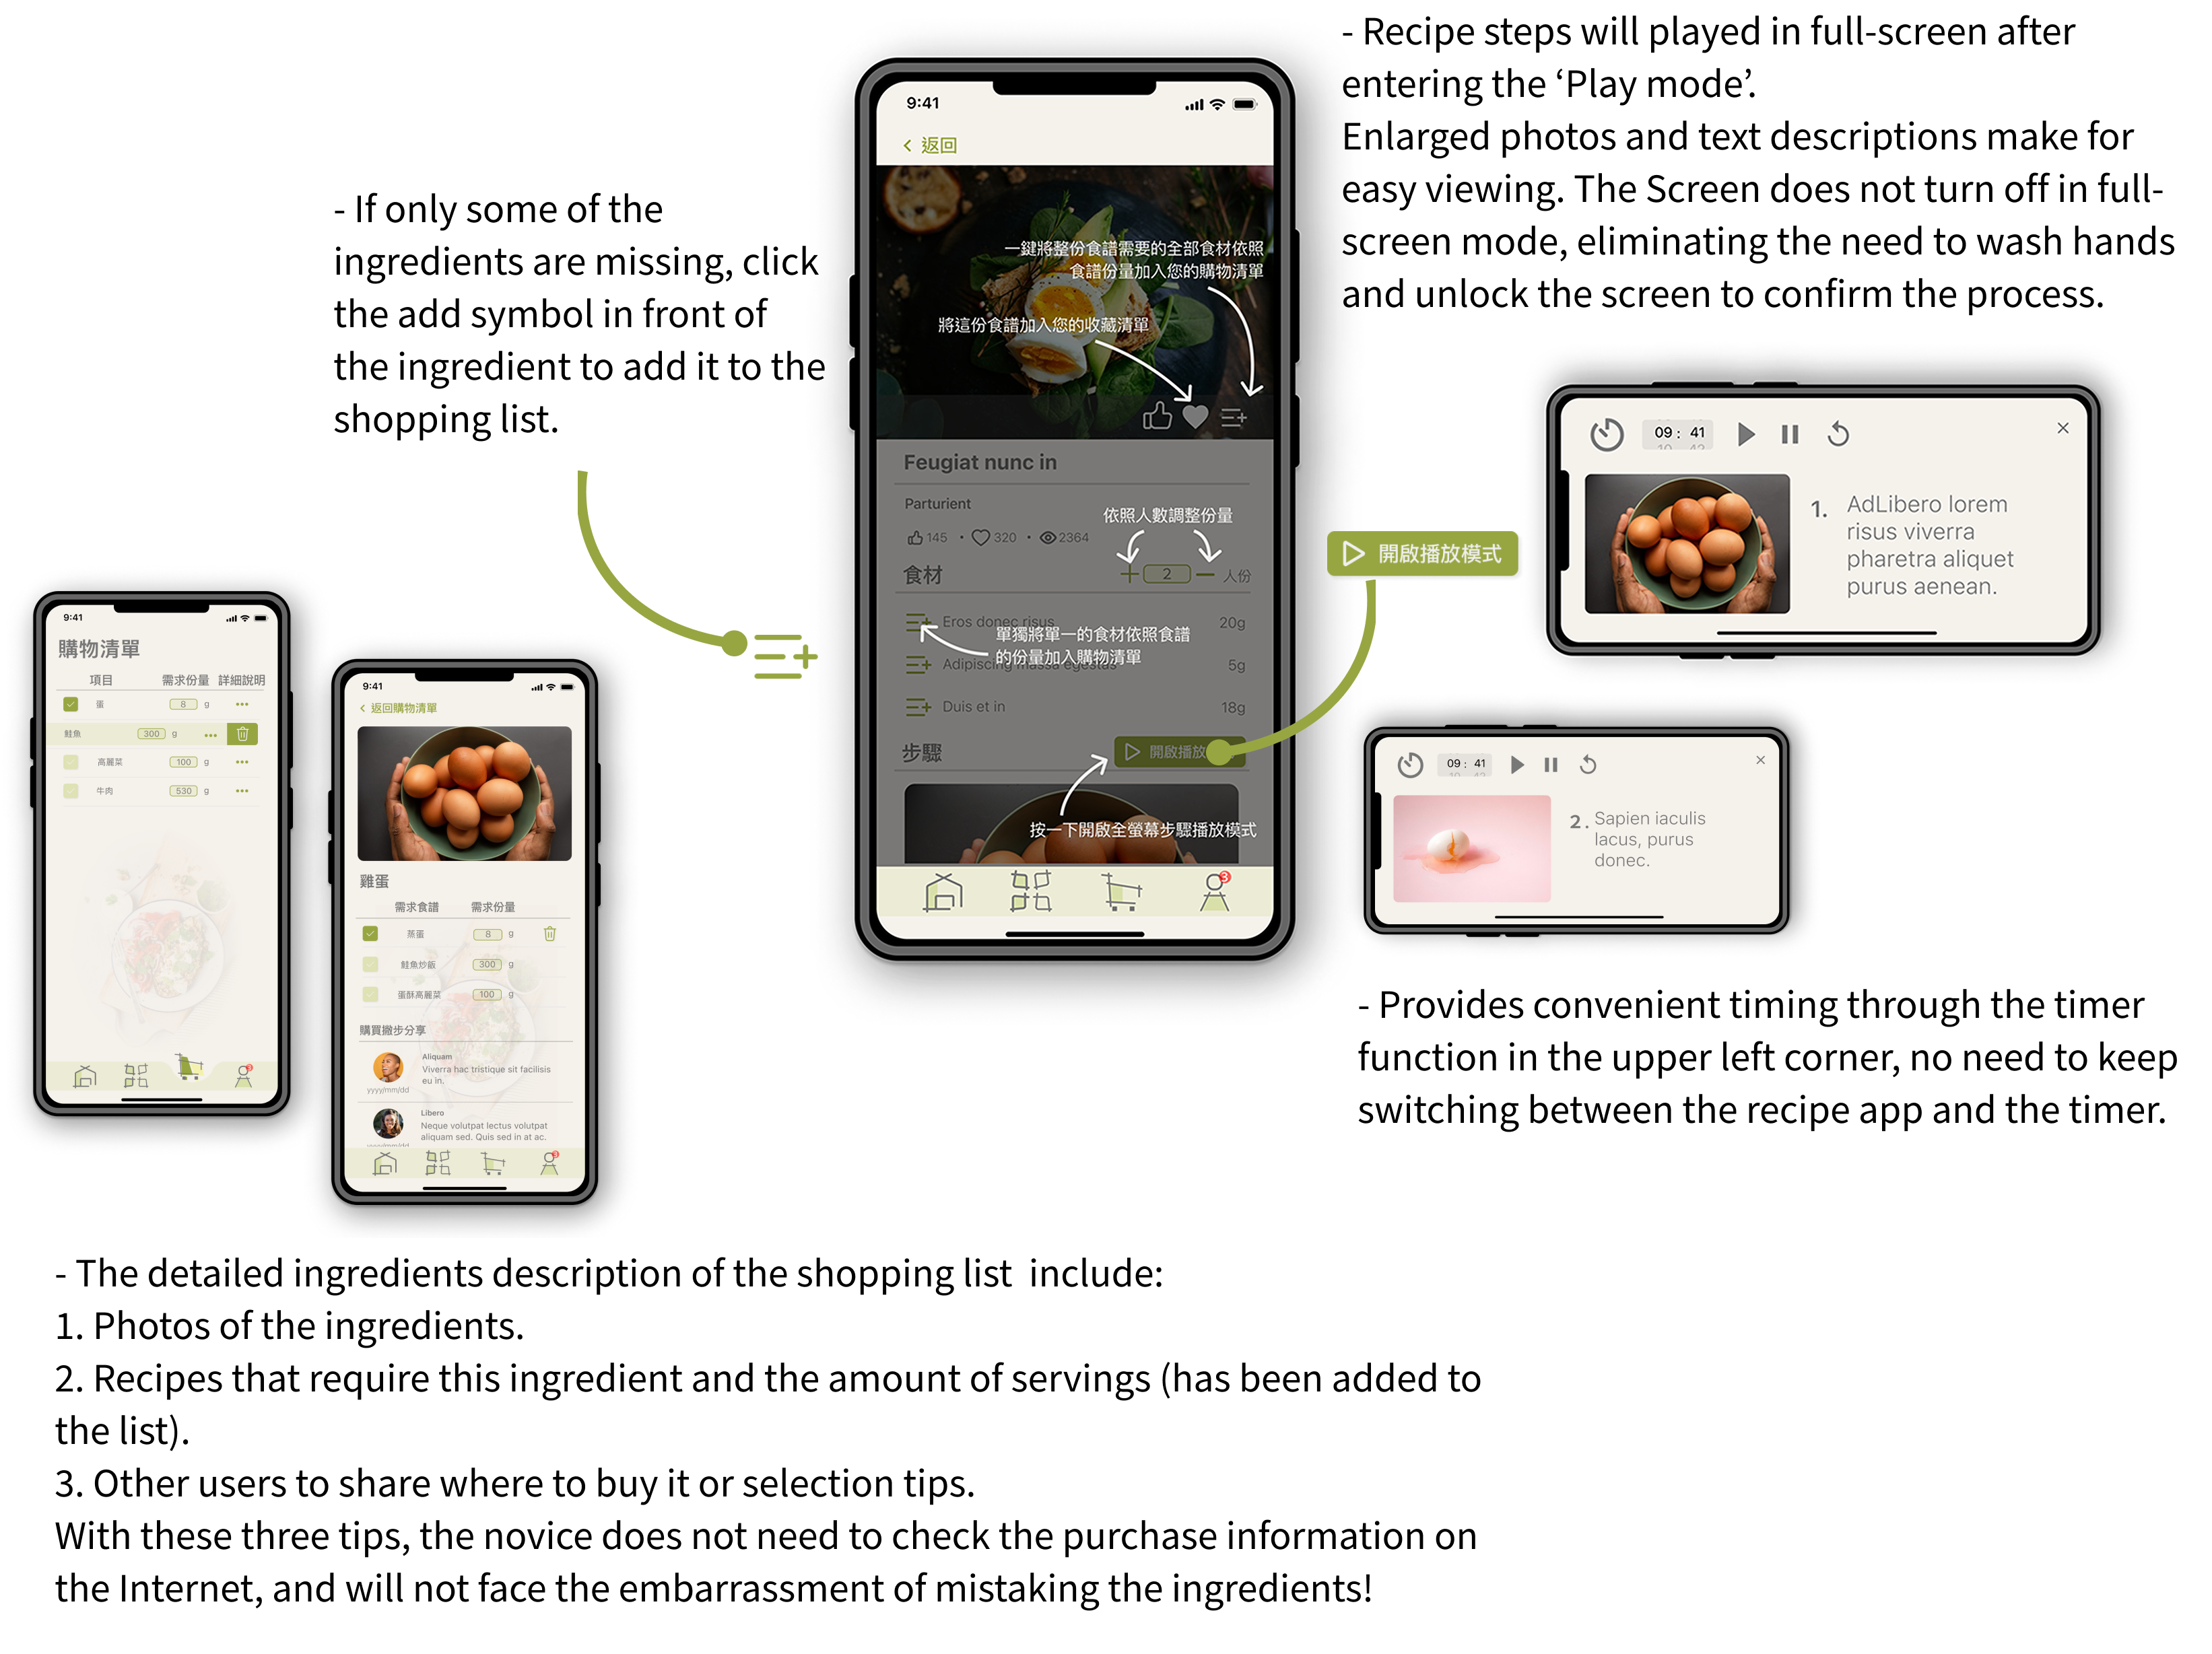 - If only some of the
ingredients are missing, click
the add symbol in front of
the ingredient to add it to the
shopping list.
9:41
返回
一鍵將整份食譜需要的全部食材依照
食譜份量加入您的購物清單
將這份食譜加入您的收藏清單
Feugiat nunc in
Parturient
145 • 320 • 2364
依照人數調整份量
食材
2 人份
Eros donec risus 20g
單獨將單一的食材依照食譜
的份量加入購物清單
Adipiscing massa egestas 5g
Duis et in 18g
步驟
開啟播放
按一下開啟全螢幕步驟播放模式
3
- Recipe steps will played in full-screen after
entering the ‘Play mode’.
Enlarged photos and text descriptions make for
easy viewing. The Screen does not turn off in full-
screen mode, eliminating the need to wash hands
and unlock the screen to confirm the process.
開啟播放模式
09 : 41
10 42
1. AdLibero lorem
risus viverra
pharetra aliquet
purus aenean.
09 : 41
10 42
2. Sapien iaculis
lacus, purus
donec.
- Provides convenient timing through the timer
function in the upper left corner, no need to keep
switching between the recipe app and the timer.
9:41
購物清單
項目 需求份量 詳細說明
蛋 8 g
鮭魚 300 g
高麗菜 100 g
牛肉 530 g
3
9:41
返回購物清單
雞蛋
需求食譜 需求份量
蒸蛋 8 g
鮭魚炒飯 300 g
蛋酥高麗菜 100 g
購買撇步分享
Aliquam
Viverra hac tristique sit facilisis
eu in.
yyyy/mm/dd
Libero
Neque volutpat lectus volutpat
aliquam sed. Quis sed in at ac.
yyyy/mm/dd
3
- The detailed ingredients description of the shopping list  include:
1. Photos of the ingredients.
2. Recipes that require this ingredient and the amount of servings (has been added to
the list).
3. Other users to share where to buy it or selection tips.
With these three tips, the novice does not need to check the purchase information on
the Internet, and will not face the embarrassment of mistaking the ingredients!